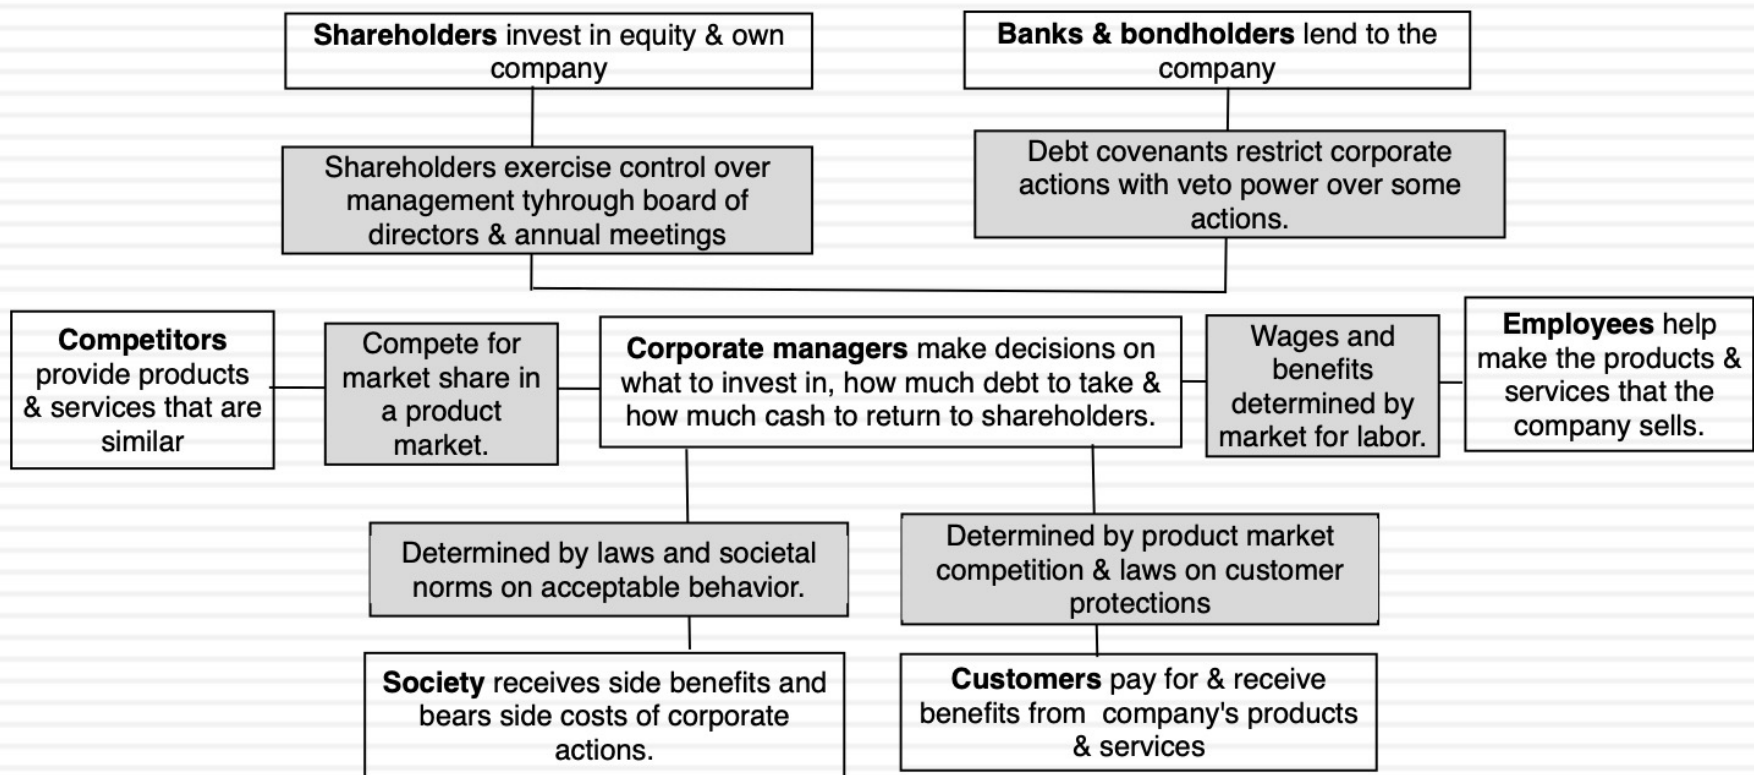 Shareholders invest in equity & own
company
Banks & bondholders lend to the
company
Shareholders exercise control over
management tyhrough board of
directors & annual meetings
Debt covenants restrict corporate
actions with veto power over some
actions.
Competitors
provide products
& services that are
similar
Compete for
market share in
a product
market.
Corporate managers make decisions on
what to invest in, how much debt to take &
how much cash to return to shareholders.
Wages and
benefits
determined by
market for labor.
Employees help
make the products &
services that the
company sells.
Determined by laws and societal
norms on acceptable behavior.
Determined by product market
competition & laws on customer
protections
Society receives side benefits and
bears side costs of corporate
actions.
Customers pay for & receive
benefits from company's products
& services